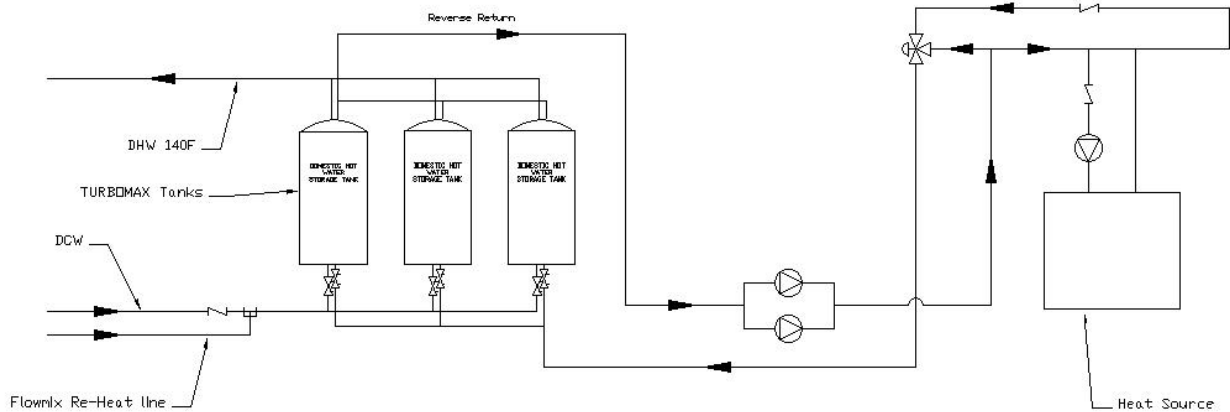 Reverse Return
DHW 140F
DOMESTIC HOT
WATER
STORAGE TANK
DOMESTIC HOT
WATER
STORAGE TANK
DOMESTIC HOT
WATER
STORAGE TANK
TURBOMAX Tanks
DCW
Flowmix Re-Heat line
Heat Source